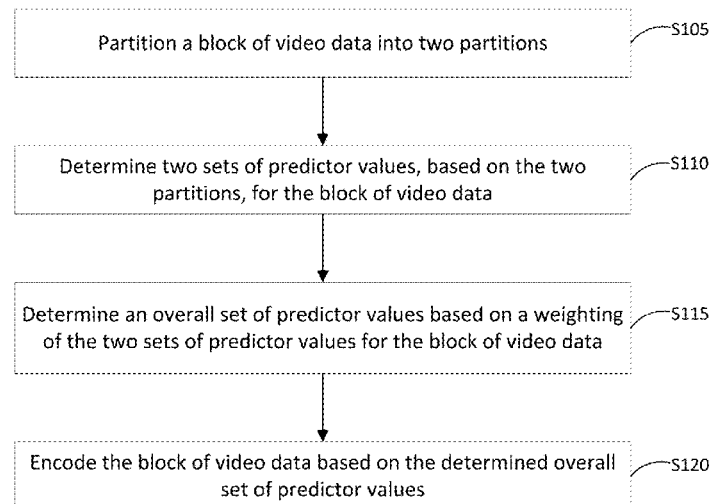 Partition a block of video data into two partitions
S105
Determine two sets of predictor values, based on the two
partitions, for the block of video data
S110
Determine an overall set of predictor values based on a weighting
of the two sets of predictor values for the block of video data
S115
Encode the block of video data based on the determined overall
set of predictor values
S120